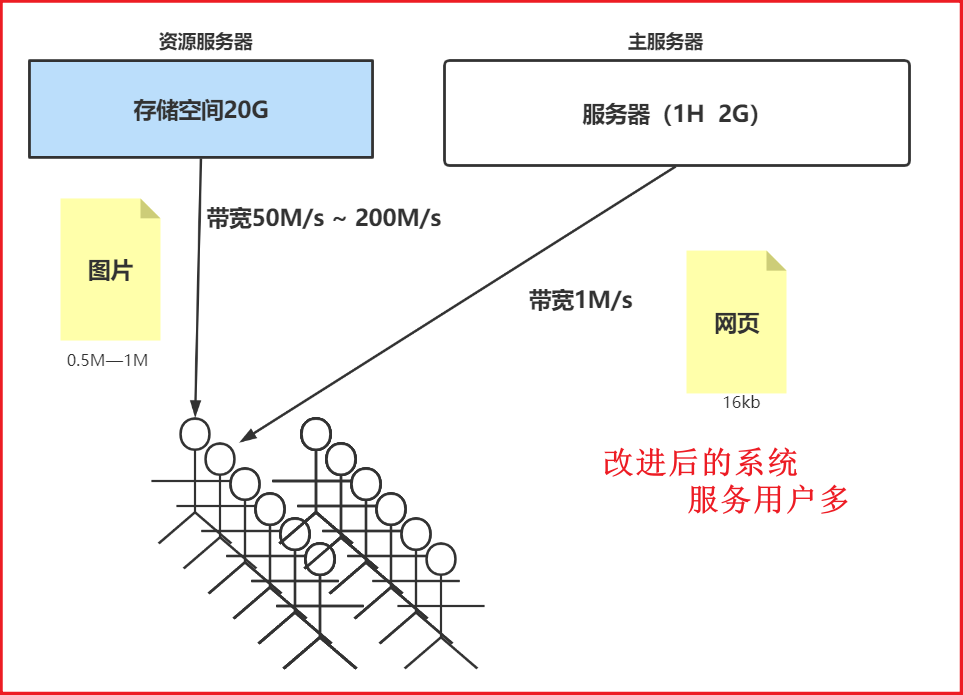 资源服务器
主服务器
存储空间20G
服务器（1H 2G）
带宽50M/s ~ 200M/s
图片
带宽1M/s
网页
0.5M—1M
16kb
改进后的系统
服务用户多